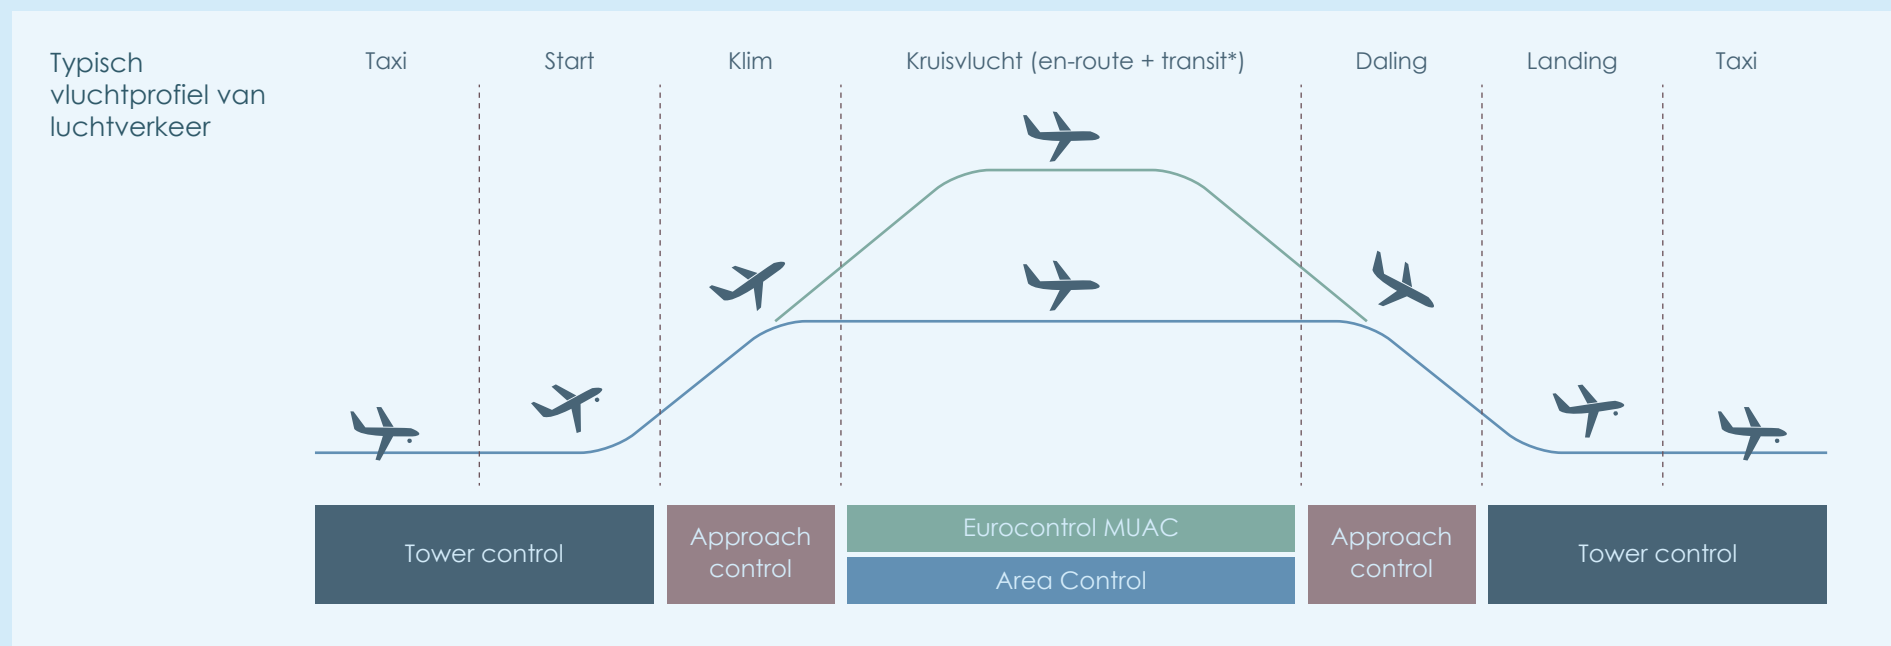 Typisch
vluchtprofiel van
luchtverkeer
Taxi
Start
Klim
Kruisvlucht (en-route + transit*)
Daling
Landing
Taxi
Tower control
Approach
control
Eurocontrol MUAC
Area Control
Approach
control
Tower control